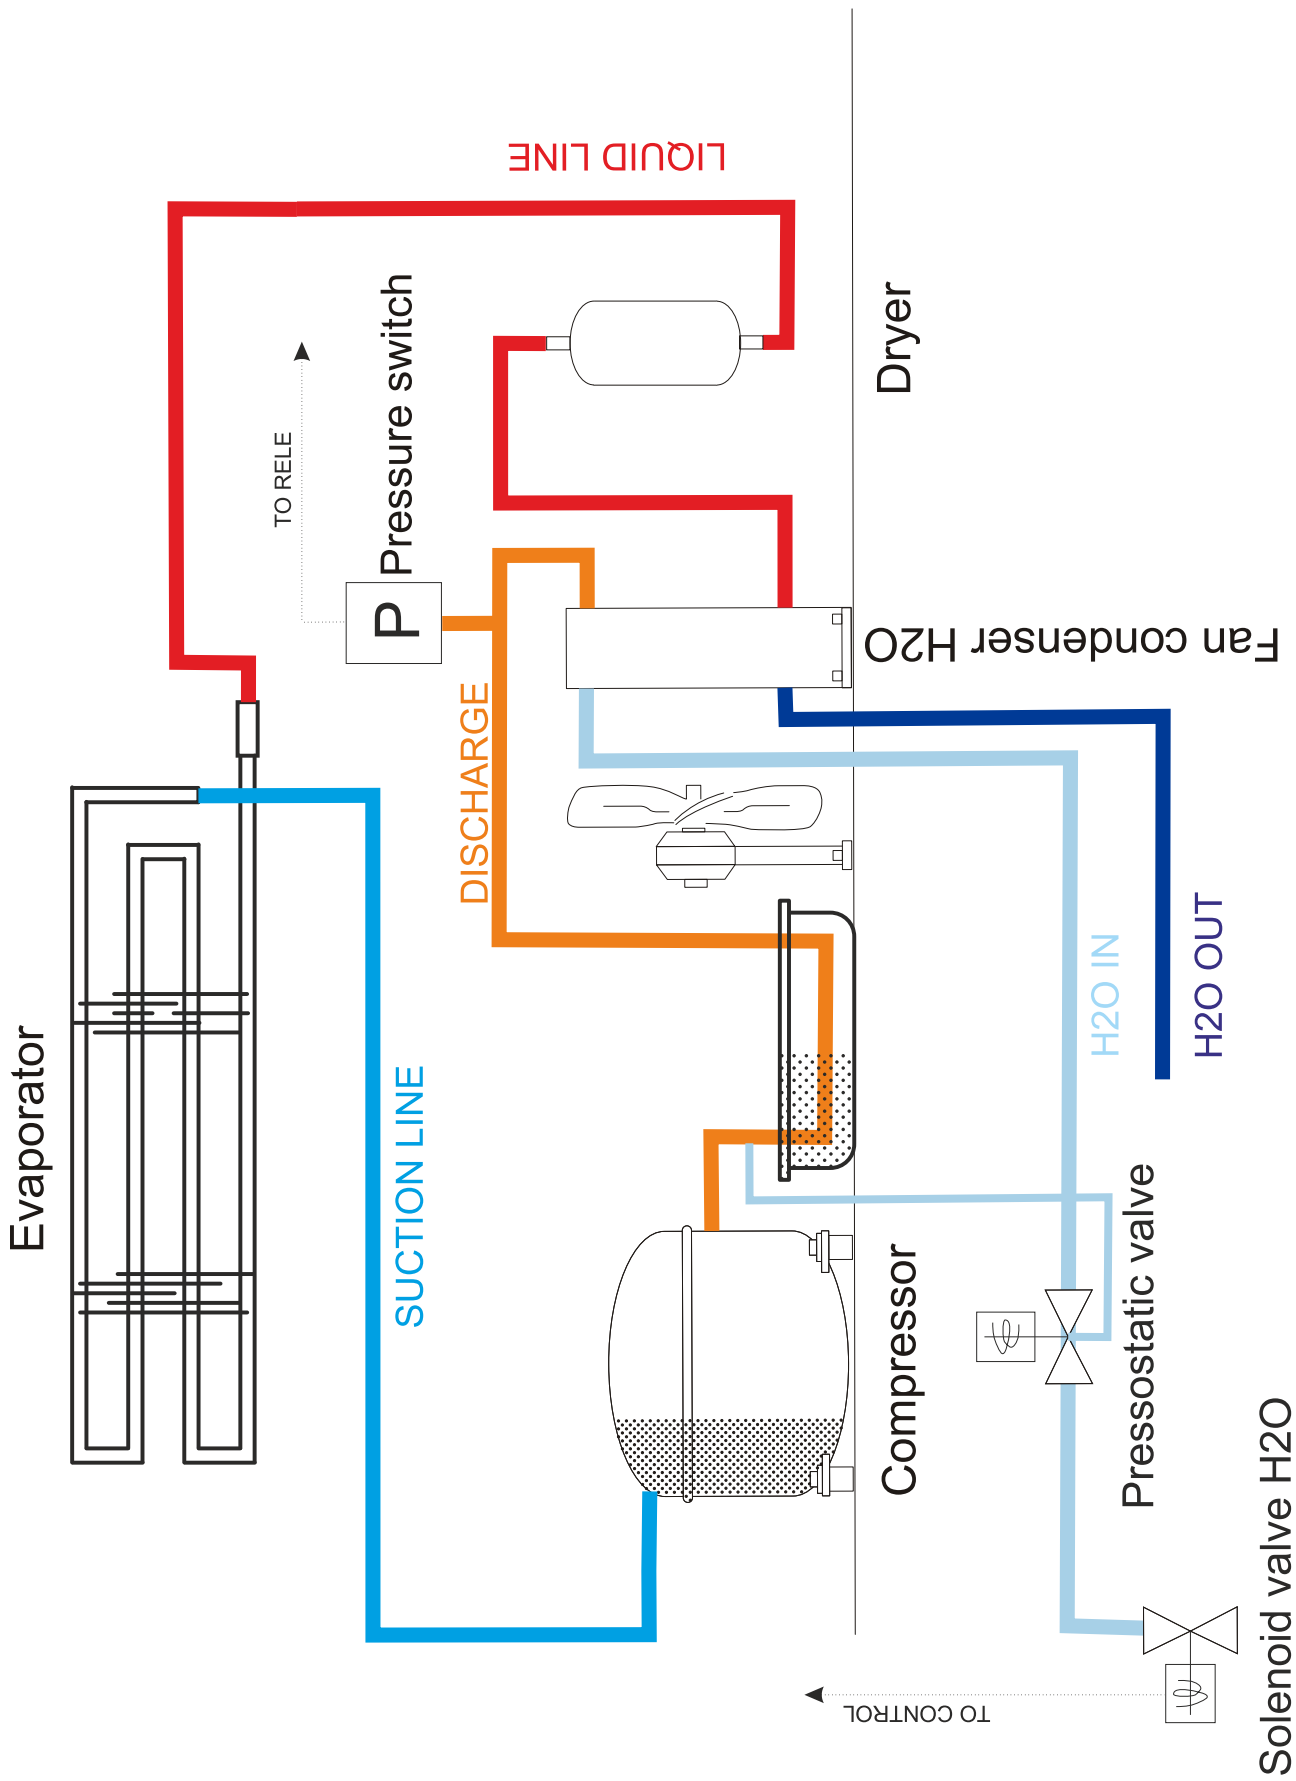 LIQUID LINE
Pressure switch
TO RELE
P
Dryer
Fan condenser H2O
DISCHARGE
Evaporator
SUCTION LINE
H2O IN
H2O OUT
Compressor
Pressostatic valve
Solenoid valve H2O
TO CONTROL